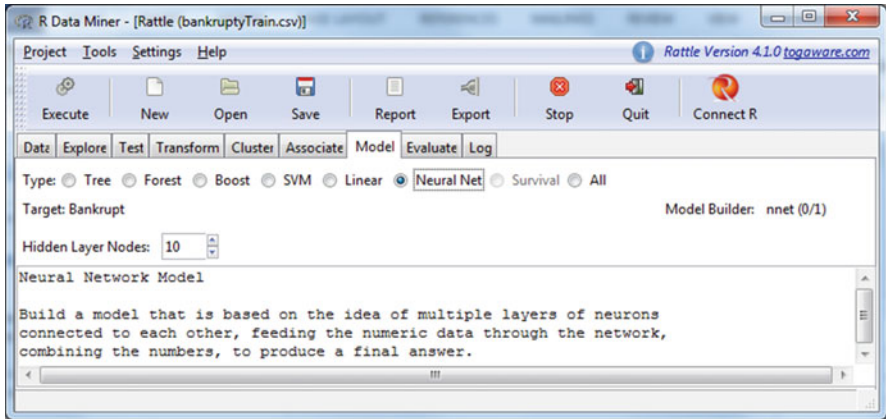 R Data Miner - [Rattle (bankruptyTrain.csv)]
Project Tools Settings Help
Rattle Version 4.1.0 togaware.com
Execute New Open Save Report Export Stop Quit Connect R
Data Explore Test Transform Cluster Associate Model Evaluate Log
Type: Tree Forest Boost SVM Linear Neural Net Survival All
Target: Bankrupt Model Builder: nnet (0/1)
Hidden Layer Nodes: 10
Neural Network Model
Build a model that is based on the idea of multiple layers of neurons
connected to each other, feeding the numeric data through the network,
combining the numbers, to produce a final answer.